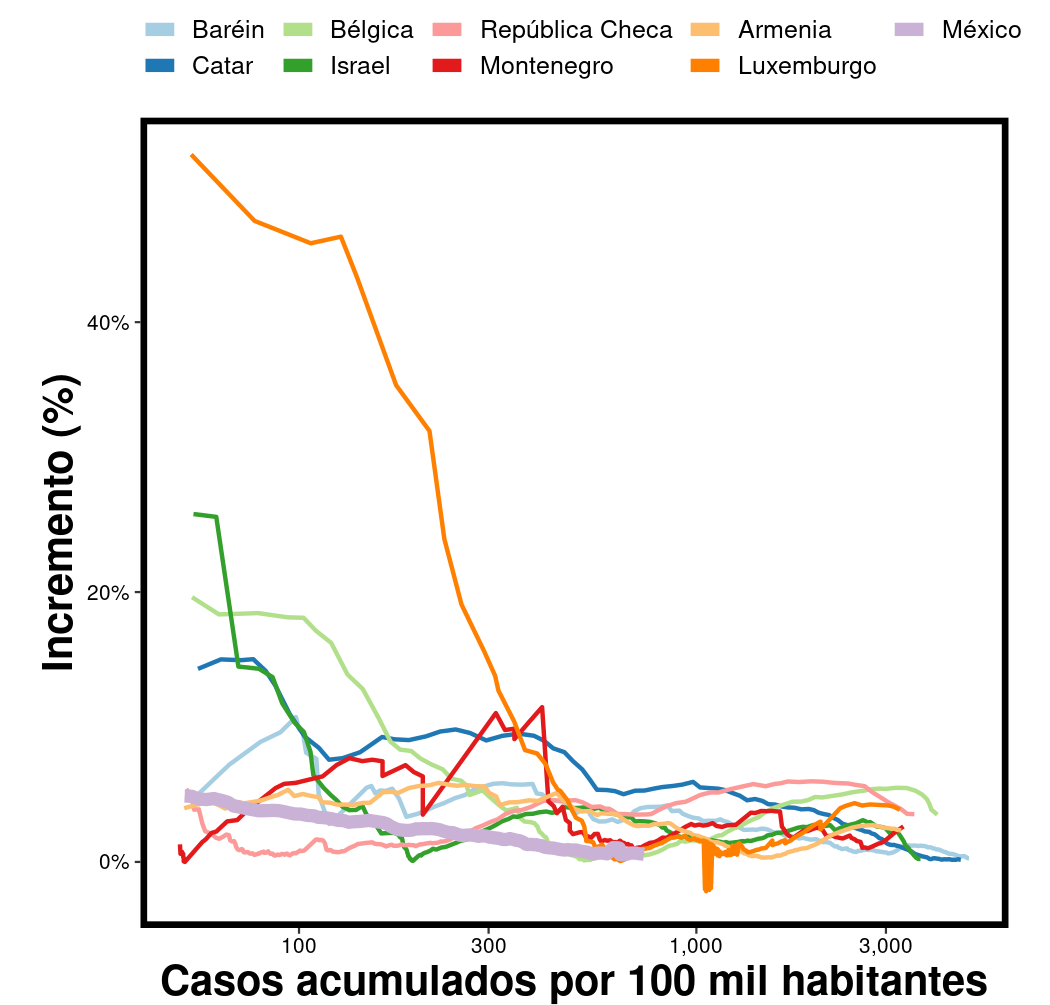 Baréin Bélgica República Checa Armenia México
Catar Israel Montenegro Luxemburgo
Incremento (%)
40%
20%
0%
100 300 1,000 3,000
Casos acumulados por 100 mil habitantes